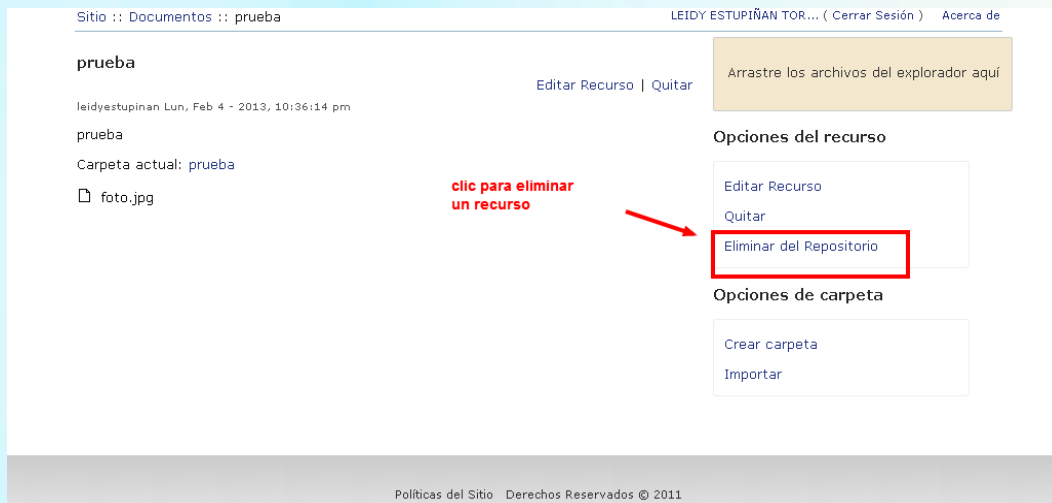 Sitio :: Documentos :: prueba
LEIDY ESTUPIÑAN TOR... ( Cerrar Sesión ) Acerca de
prueba
Editar Recurso | Quitar
Arrastre los archivos del explorador aquí
leidyestupinan Lun, Feb 4 - 2013, 10:36:14 pm
prueba
Carpeta actual: prueba
foto.jpg
clic para eliminar
un recurso
Opciones del recurso
Editar Recurso
Quitar
Eliminar del Repositorio
Opciones de carpeta
Crear carpeta
Importar
Políticas del Sitio Derechos Reservados © 2011